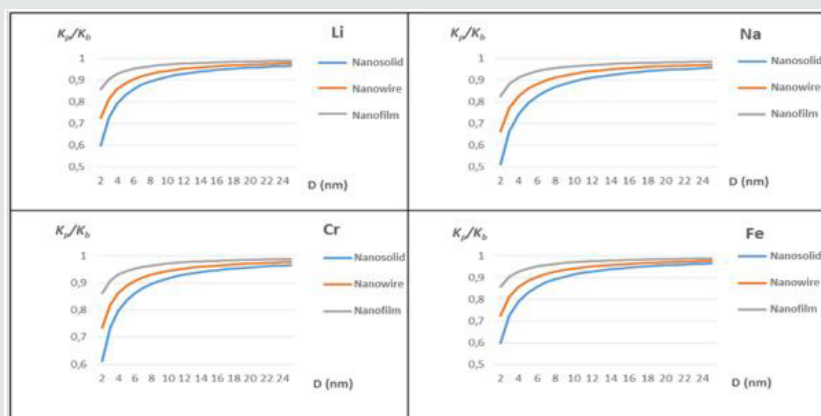 Kp/Kb
Li
1
0,9
0,8
0,7
0,6
0,5
2 4 6 8 10 12 14 16 18 20 22 24
D (nm)
Nanosolid
Nanowire
Nanofilm
Kp/Kb
Na
1
0,9
0,8
0,7
0,6
0,5
2 4 6 8 10 12 14 16 18 20 22 24
D (nm)
Nanosolid
Nanowire
Nanofilm
Kp/Kb
Cr
1
0,9
0,8
0,7
0,6
2 4 6 8 10 12 14 16 18 20 22 24
D (nm)
Nanosolid
Nanowire
Nanofilm
Kp/Kb
Fe
1
0,9
0,8
0,7
0,6
0,5
2 4 6 8 10 12 14 16 18 20 22 24
D (nm)
Nanosolid
Nanowire
Nanofilm